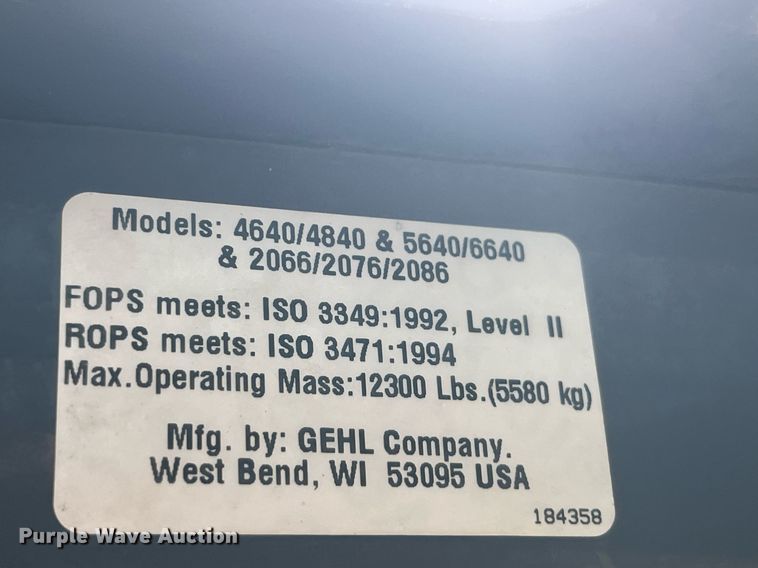 Models: 4640/4840 & 5640/6640
& 2066/2076/2086
FOPS meets: ISO 3349:1992, Level II
ROPS meets: ISO 3471:1994
Max.Operating Mass:12300 Lbs.(5580 kg)
Mfg. by: GEHL Company.
West Bend, WI 53095 USA
184358
Purple Wave Auction